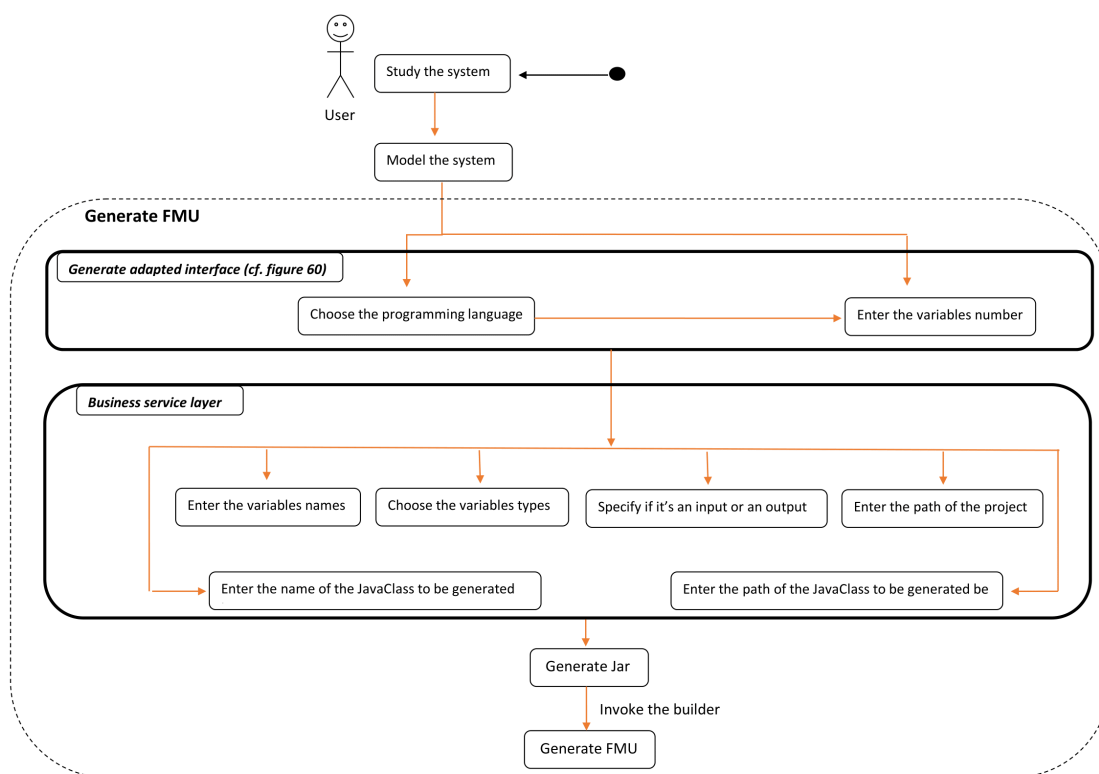 Study the system
User
Model the system
Generate FMU
Generate adapted interface (cf. figure 60)
Choose the programming language
Enter the variables number
Business service layer
Enter the variables names
Choose the variables types
Specify if it's an input or an output
Enter the path of the project
Enter the name of the JavaClass to be generated
Enter the path of the JavaClass to be generated be
Generate Jar
Invoke the builder
Generate FMU